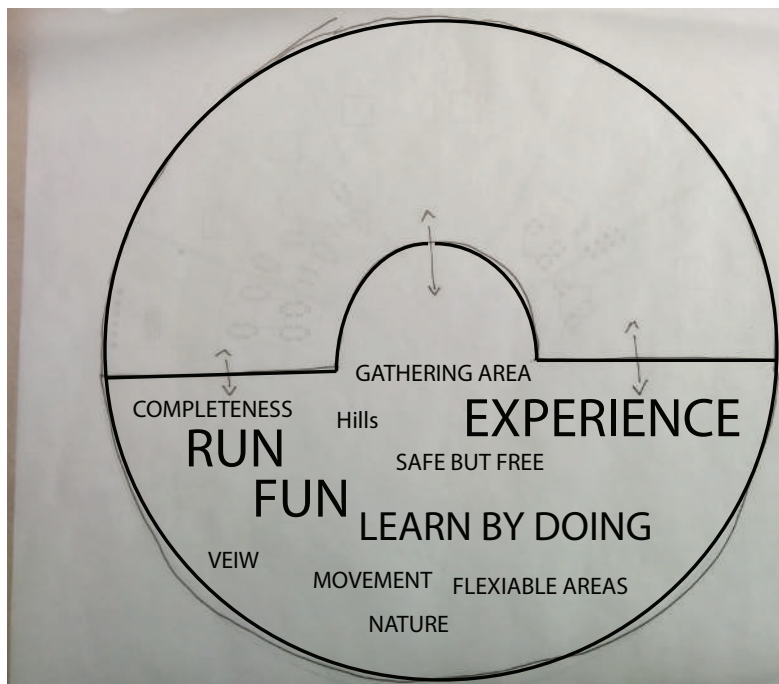 GATHERING AREA
COMPLETENESS
Hills
EXPERIENCE
RUN
SAFE BUT FREE
FUN
LEARN BY DOING
VEIW
MOVEMENT
FLEXIABLE AREAS
NATURE